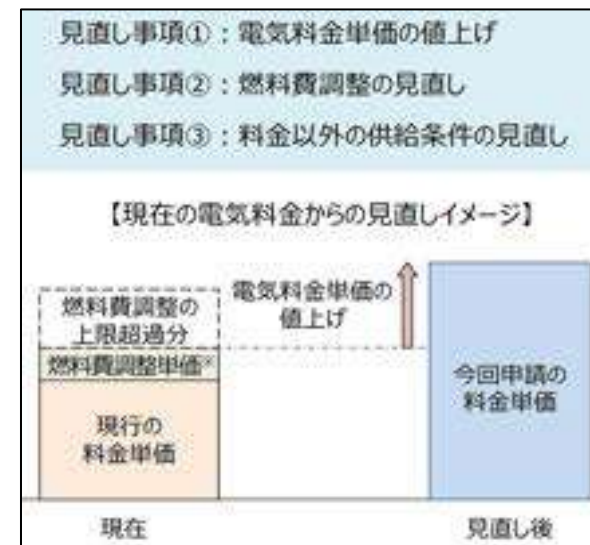 見直し事項①：電気料金単価の値上げ
見直し事項②：燃料費調整の見直し
見直し事項③：料金以外の供給条件の見直し
【現在の電気料金からの見直しイメージ】
燃料費調整の
上限超過分
燃料費調整単価※
現行の
料金単価
電気料金単価の
値上げ
今回申請の
料金単価
現在
見直し後